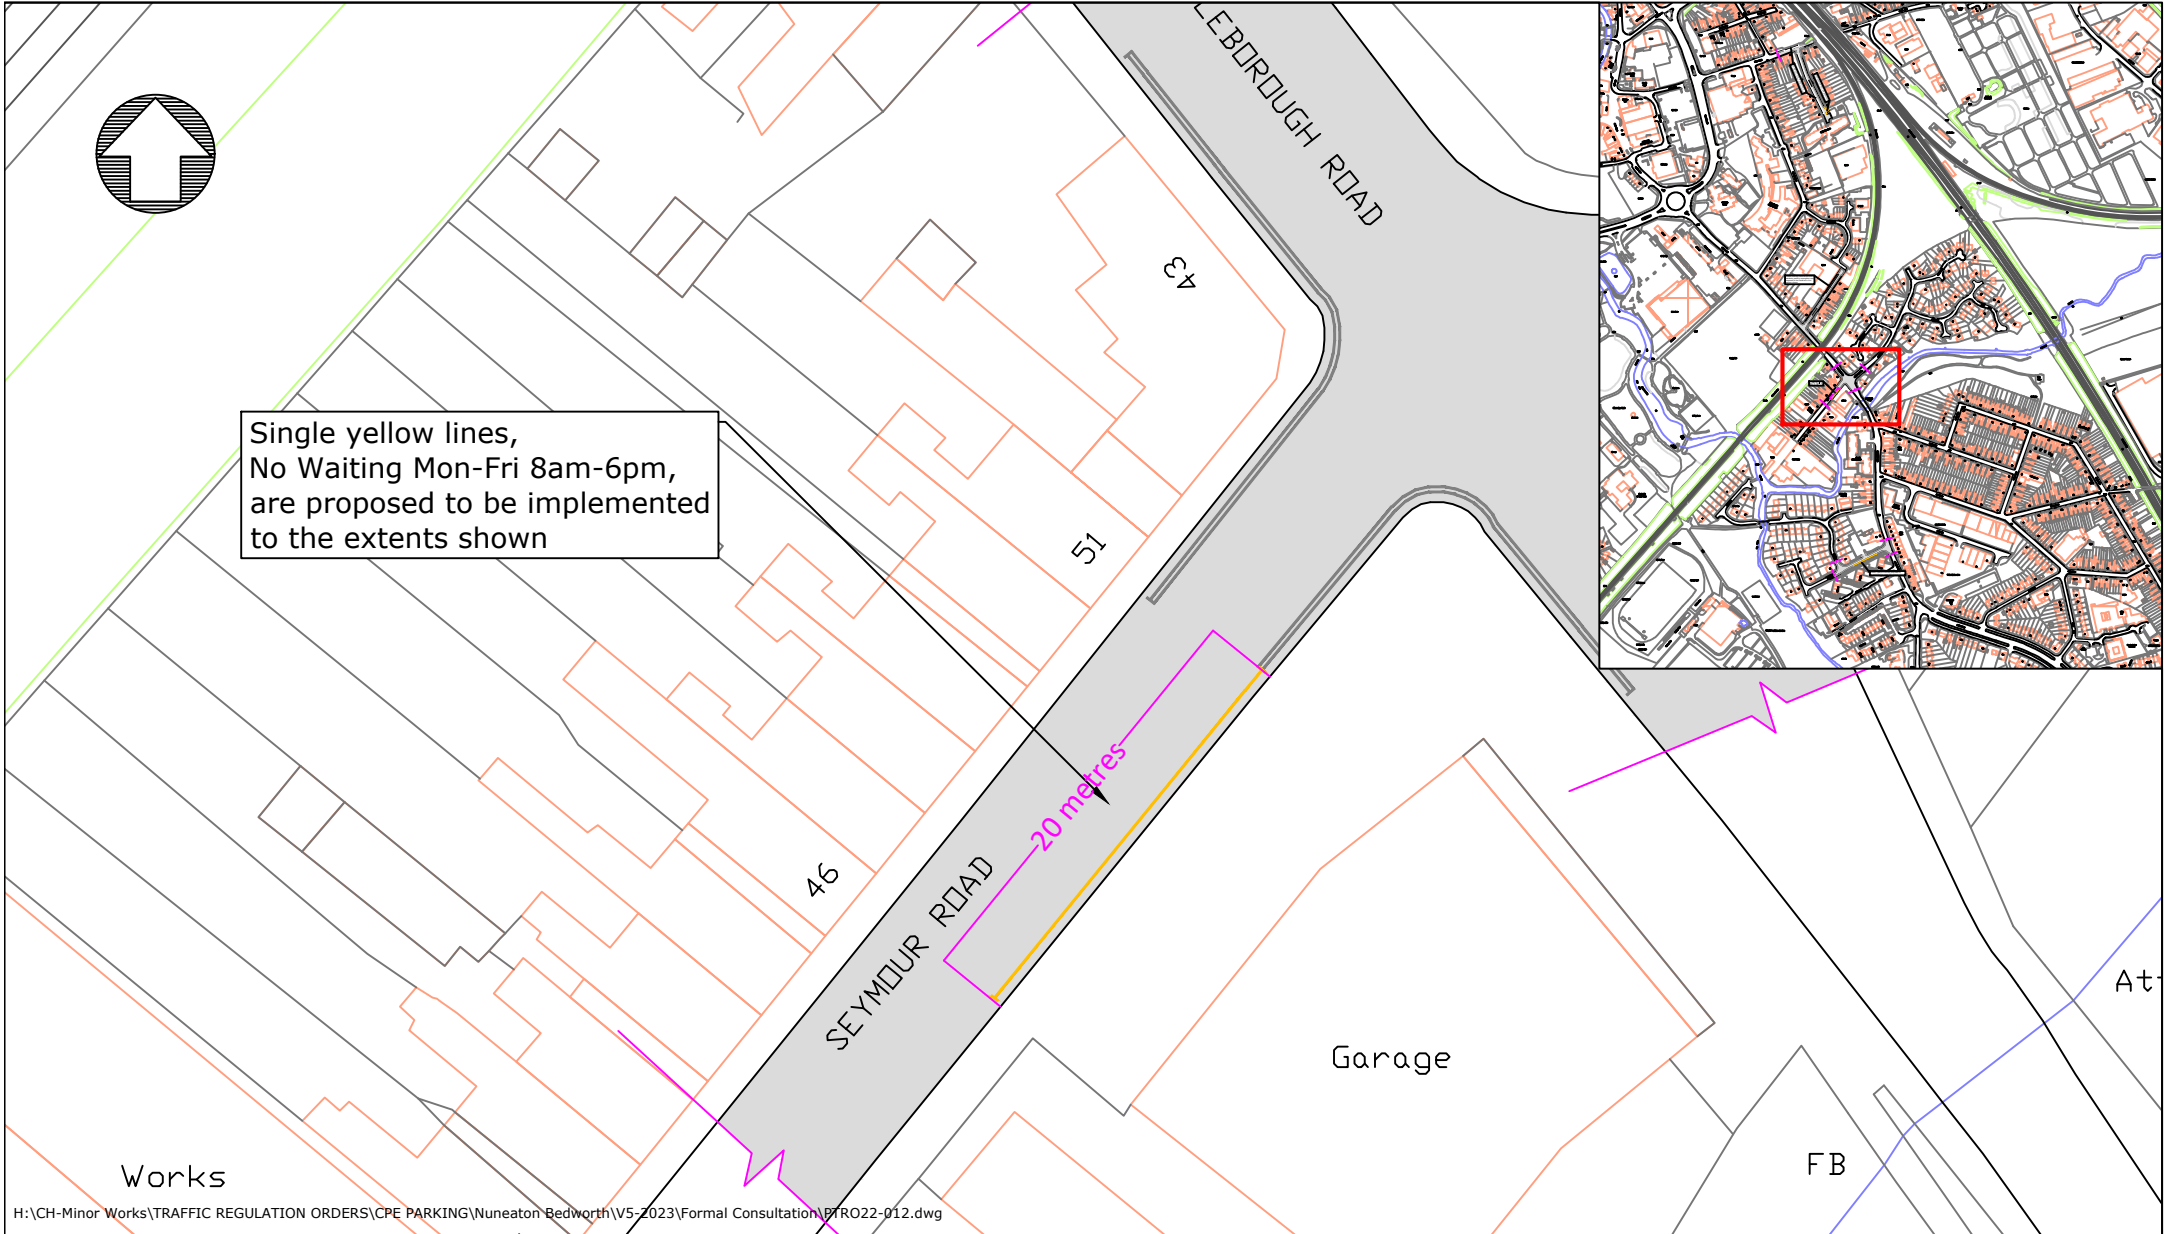 LEBOROUGH ROAD
43
Single yellow lines,
No Waiting Mon-Fri 8am-6pm,
are proposed to be implemented
to the extents shown
51
20 metres
46
SEYMOUR ROAD
Garage
At
FB
Works
H:\CH-Minor Works\TRAFFIC REGULATION ORDERS\CPE PARKING\Nuneaton Bedworth\V5-2023\Formal Consultation\PTRO22-012.dwg